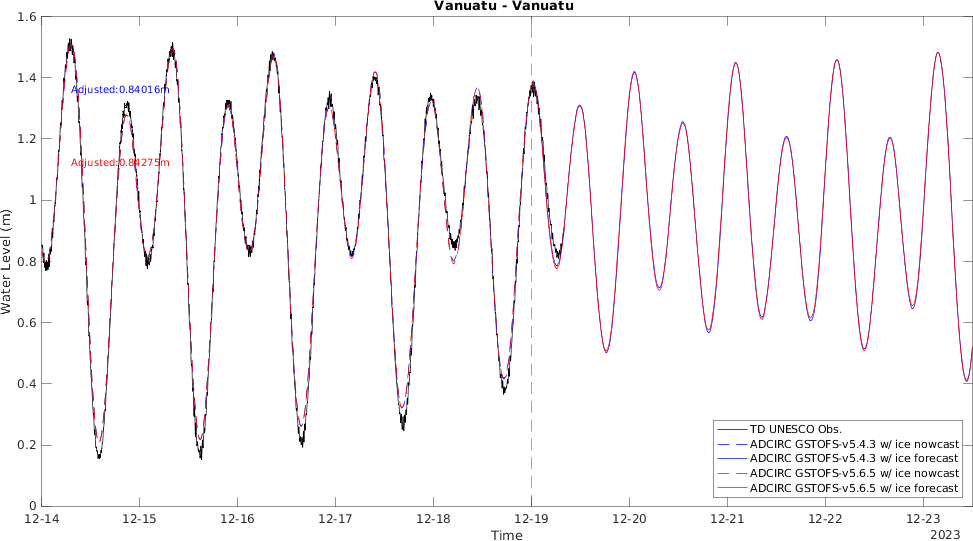 Vanuatu - Vanuatu
1.6
1.4
1.2
1
0.8
0.6
0.4
0.2
0
Water Level (m)
Adjusted:0.84016m
Adjusted:0.84275m
TD UNESCO Obs.
ADCIRC GSTOFS-v5.4.3 w/ ice nowcast
ADCIRC GSTOFS-v5.4.3 w/ ice forecast
ADCIRC GSTOFS-v5.6.5 w/ ice nowcast
ADCIRC GSTOFS-v5.6.5 w/ ice forecast
12-14 12-15 12-16 12-17 12-18 12-19 12-20 12-21 12-22 12-23
Time
2023